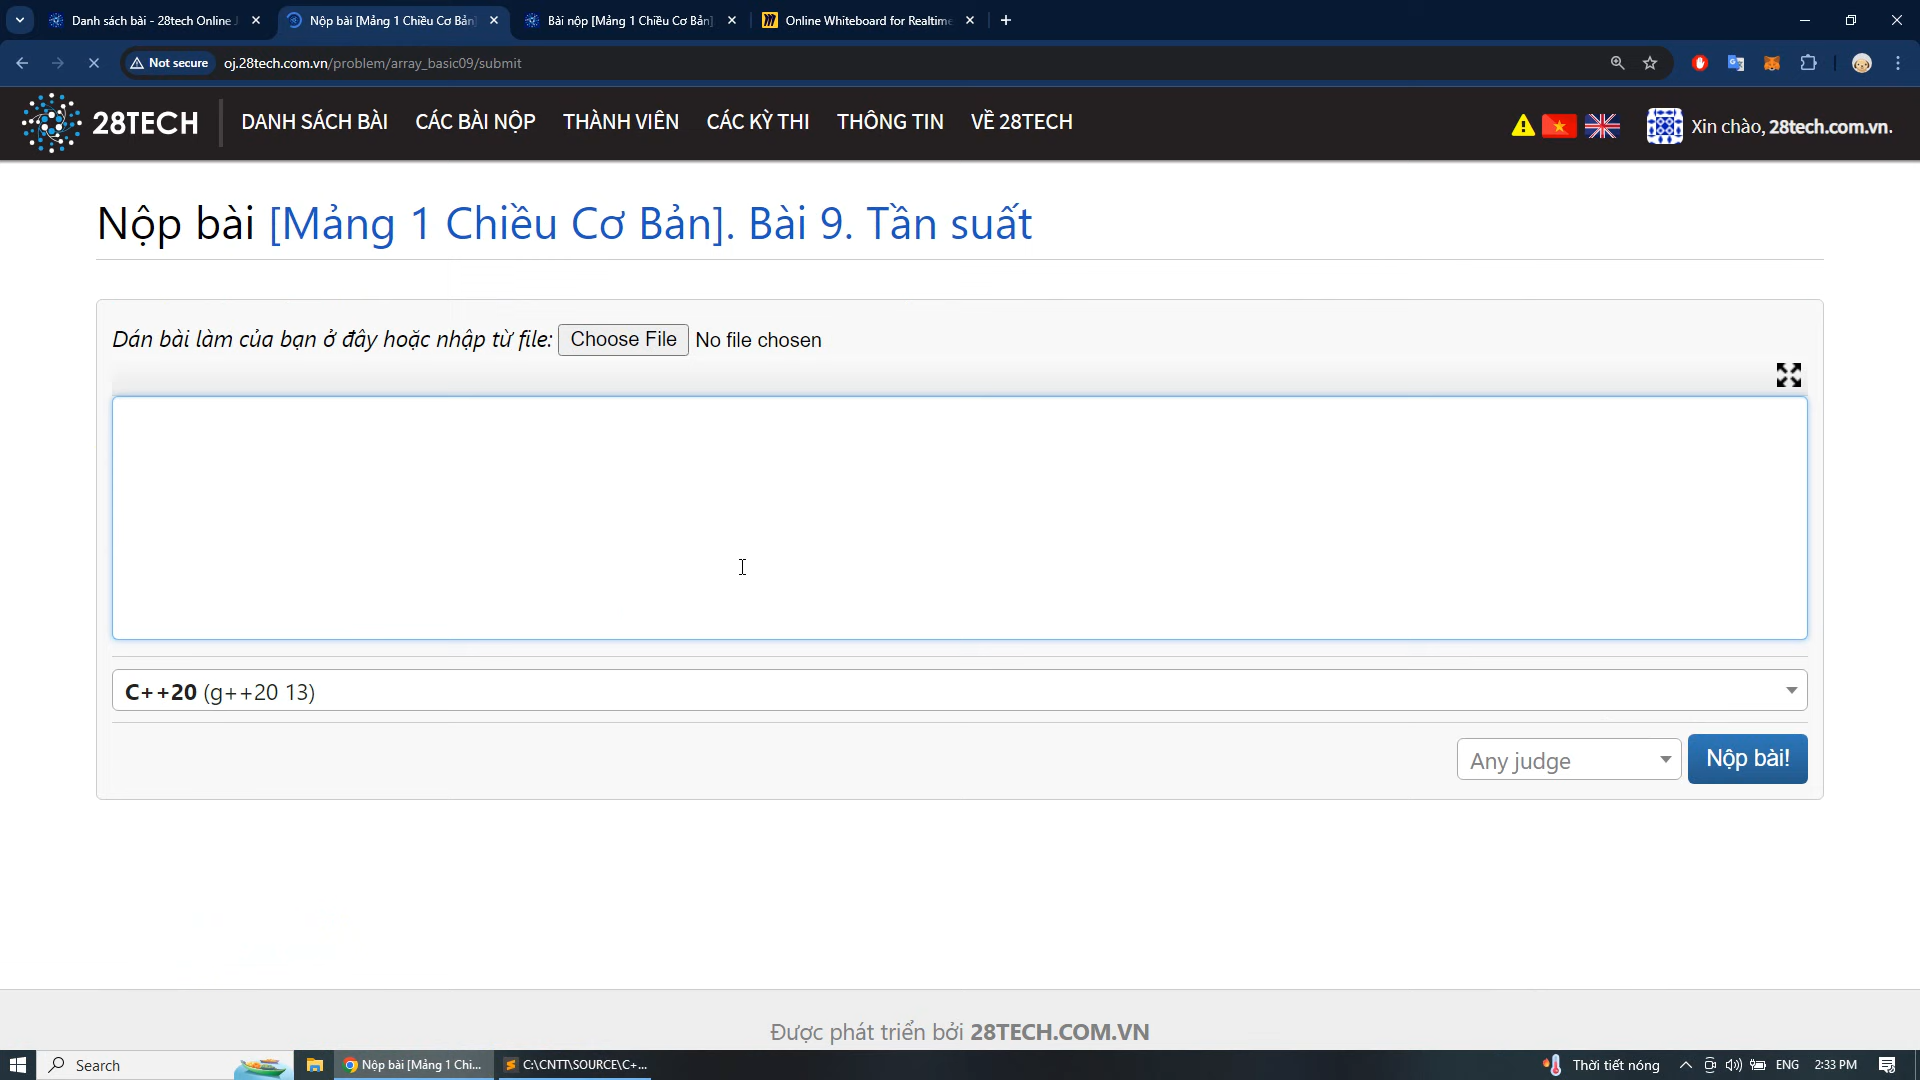 Danh sách bài - 28tech Online J
Nộp bài [Mảng 1 Chiều Cơ Bản]
Bài nộp [Mảng 1 Chiều Cơ Bản].
Online Whiteboard for Realtime
Not secure
oj.28tech.com.vn/problem/array_basic09/submit
28TECH
DANH SÁCH BÀI
CÁC BÀI NỘP
THÀNH VIÊN
CÁC KỲ THI
THÔNG TIN
VỀ 28TECH
Xin chào, 28tech.com.vn.
Nộp bài [Mảng 1 Chiều Cơ Bản]. Bài 9. Tần suất
Dán bài làm của bạn ở đây hoặc nhập từ file: Choose File No file chosen
C++20 (g++20 13)
Any judge
Nộp bài!
Được phát triển bởi 28TECH.COM.VN
Search
Nộp bài [Mảng 1 Chi...
C:\CNTT\SOURCE\C+...
Thời tiết nóng
ENG
2:33 PM